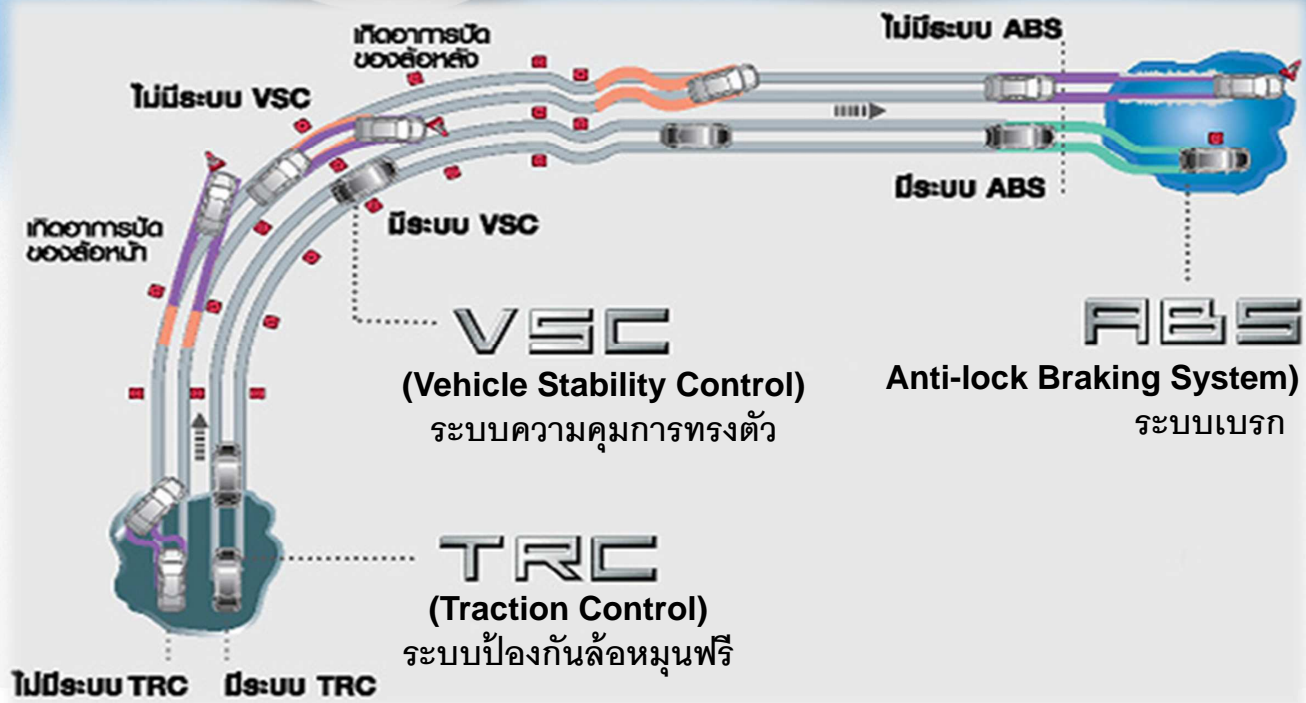 เกิดอาการปัด
ของล้อหลัง
ไม่มีระบบ ABS
ไม่มีระบบ VSC
มีระบบ ABS
เกิดอาการปัด
ของล้อหน้า
มีระบบ VSC
VSC
(Vehicle Stability Control)
ระบบความคุมการทรงตัว
ABS
Anti-lock Braking System)
ระบบเบรก
TRC
(Traction Control)
ระบบป้องกันล้อหมุนฟรี
ไม่มีระบบ TRC
มีระบบ TRC